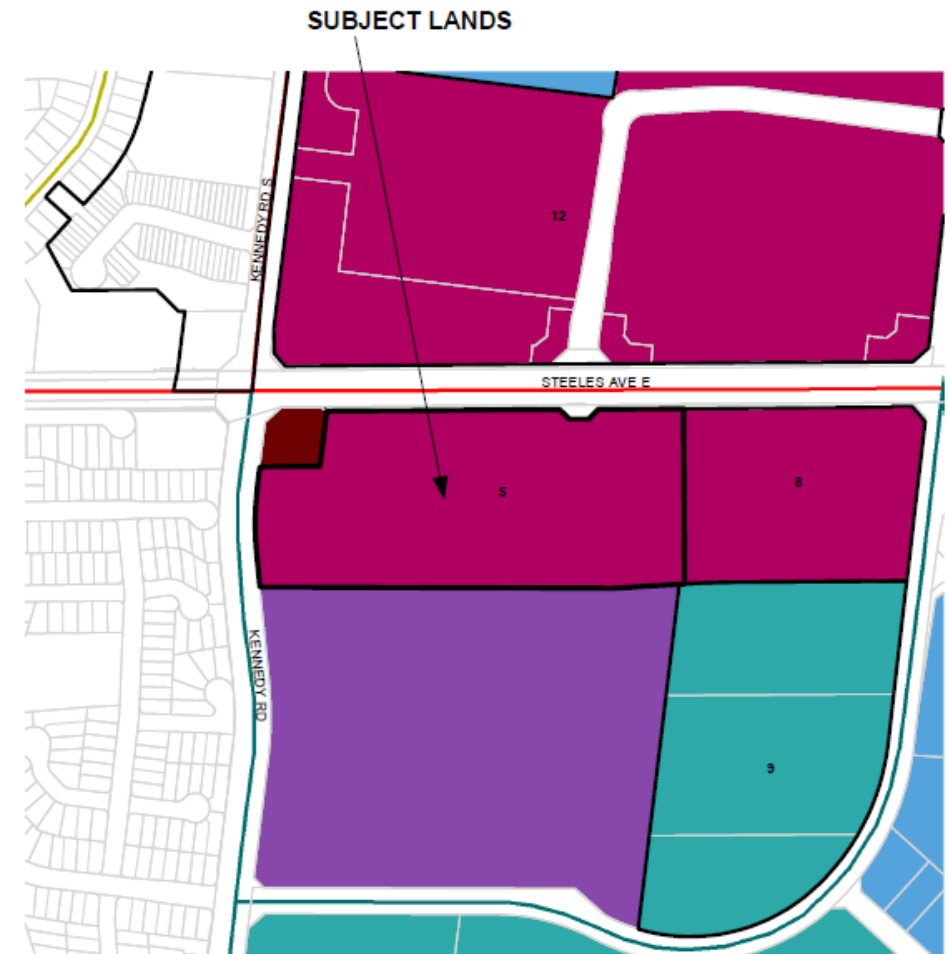 SUBJECT LANDS
KENNEDY RD S
12
STEELES AVE E
5
8
KENNEDY RD
9